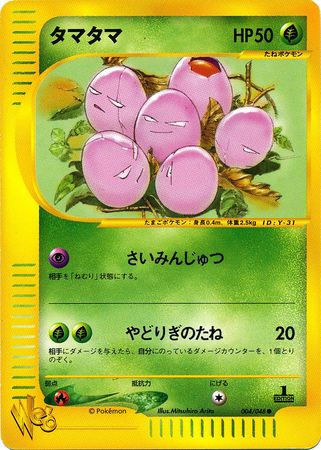 タマタマ HP50
たねポケモン
たまごポケモン:身長0.4m、体重2.5kg ID:Y-31
さいみんじゅつ
相手を「ねむり」状態にする。
やどりぎのたね 20
相手にダメージを与えたら、自分にのっているダメージカウンターを、1個とりのぞく。
弱点 抵抗力 にげる
©Pokémon Illus.Mitsuhiro Arita 004/048 ●
1
EDITION
Web